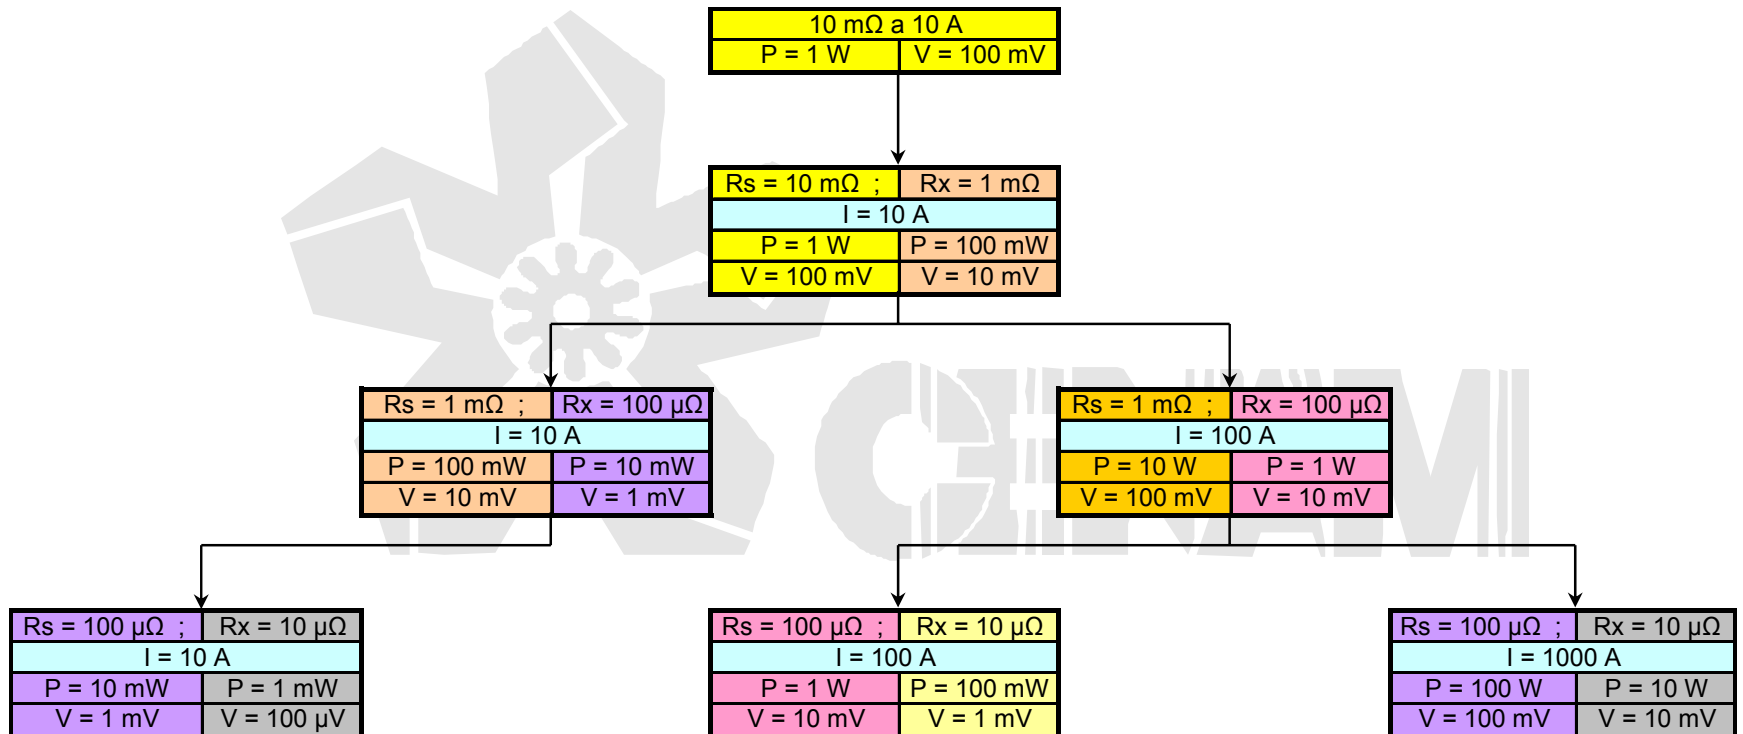 10 mΩ a 10 A
P = 1 W V = 100 mV
Rs = 10 mΩ ; Rx = 1 mΩ
I = 10 A
P = 1 W P = 100 mW
V = 100 mV V = 10 mV
Rs = 1 mΩ ; Rx = 100 µΩ
I = 10 A
P = 100 mW P = 10 mW
V = 10 mV V = 1 mV
Rs = 1 mΩ ; Rx = 100 µΩ
I = 100 A
P = 10 W P = 1 W
V = 100 mV V = 10 mV
CENAM
Rs = 100 µΩ ; Rx = 10 µΩ
I = 10 A
P = 10 mW P = 1 mW
V = 1 mV V = 100 µV
Rs = 100 µΩ ; Rx = 10 µΩ
I = 100 A
P = 1 W P = 100 mW
V = 10 mV V = 1 mV
Rs = 100 µΩ ; Rx = 10 µΩ
I = 1000 A
P = 100 W P = 10 W
V = 100 mV V = 10 mV